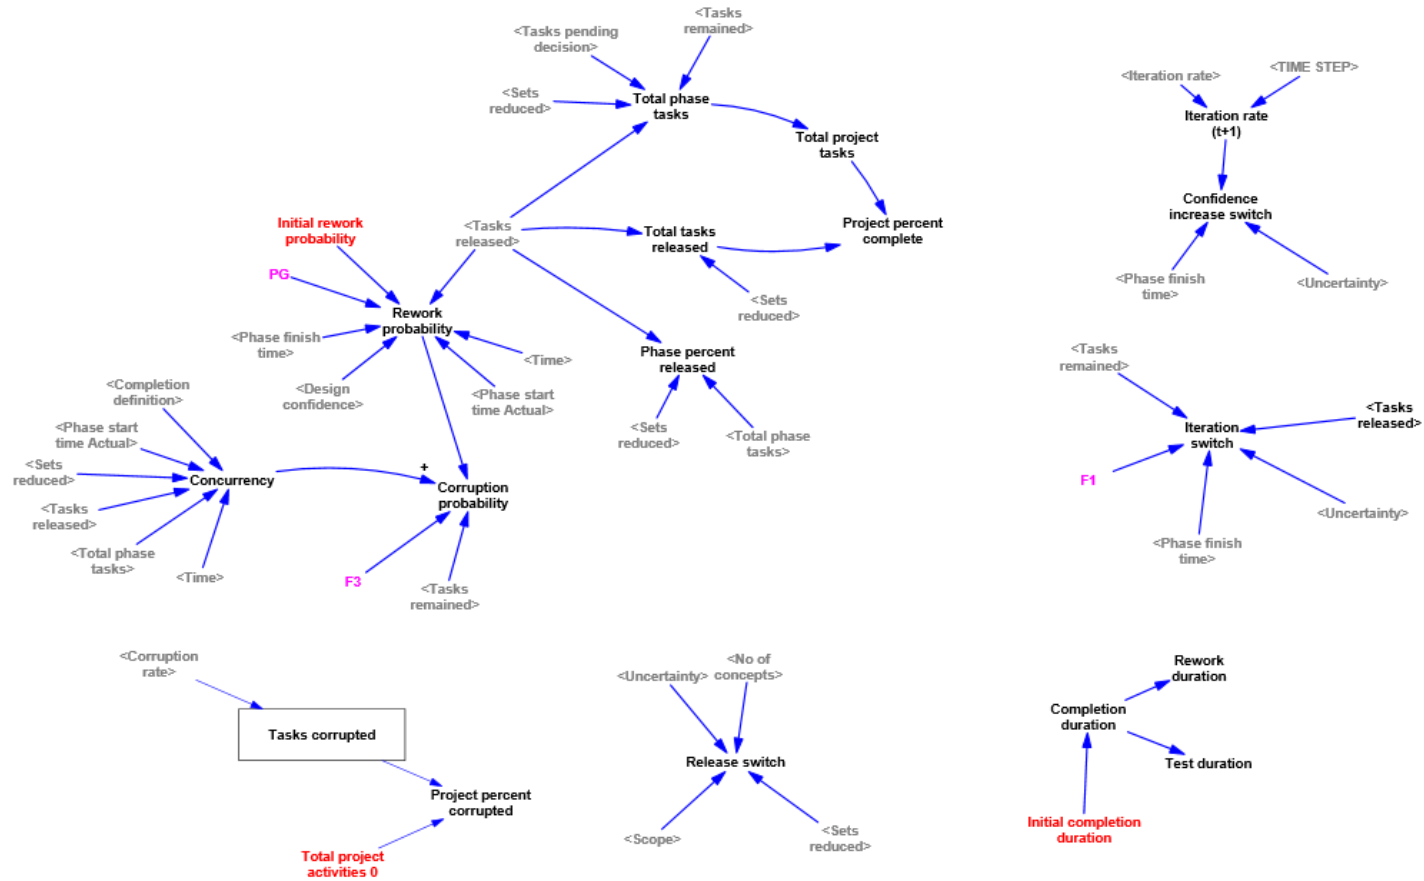 <Tasks pending
decision>
<Tasks
remained>
<Sets
reduced>
Total phase
tasks
Total project
tasks
<Iteration rate>
<TIME STEP>
Iteration rate
(t+1)
Confidence
increase switch
<Phase finish
time>
<Uncertainty>
Initial rework
probability
<Tasks
released>
Total tasks
released
Project percent
complete
PG
<Sets
reduced>
Rework
probability
<Phase finish
time>
<Time>
<Design
confidence>
<Phase start
time Actual>
Phase percent
released
<Sets
reduced>
<Total phase
tasks>
<Tasks
remained>
<Tasks
released>
Iteration
switch
F1
<Uncertainty>
<Phase finish
time>
<Completion
definition>
<Phase start
time Actual>
<Sets
reduced>
Concurrency
+
Corruption
probability
<Tasks
released>
<Total phase
tasks>
<Time>
F3
<Tasks
remained>
<Corruption
rate>
Tasks corrupted
Project percent
corrupted
Total project
activities 0
<Uncertainty>
<No of
concepts>
Release switch
<Scope>
<Sets
reduced>
Rework
duration
Completion
duration
Test duration
Initial completion
duration